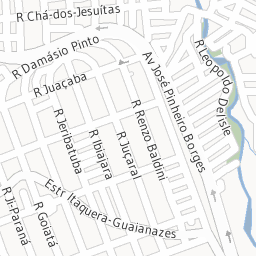 R Chá-dos-Jesuítas
R Damásio Pinto
Av José Pinheiro Borges
R Leopoldo Delisle
R Juaçaba
R Renzo Baldini
R Jeribatuba
R Ibiajara
R Juçaral
Estr Itaquera-Guaianazes
R Ji-Paraná
R Goiatá